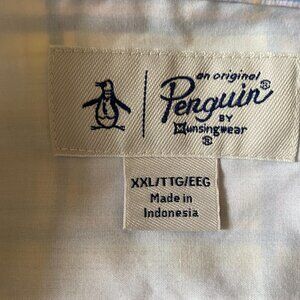 an original
Penguin®
BY
Munsingwear
®
XXL/TTG/EEG
Made in
Indonesia